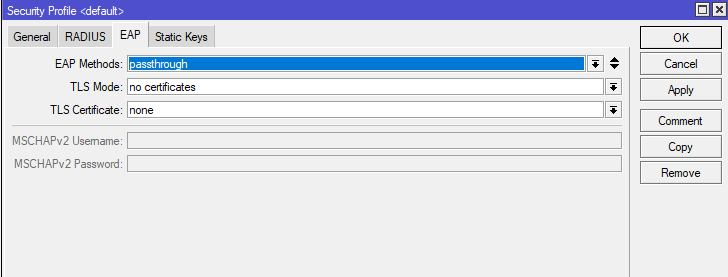 Security Profile <default>
General RADIUS EAP Static Keys
EAP Methods: passthrough
TLS Mode: no certificates
TLS Certificate: none
MSCHAPv2 Username:
MSCHAPv2 Password:
OK
Cancel
Apply
Comment
Copy
Remove